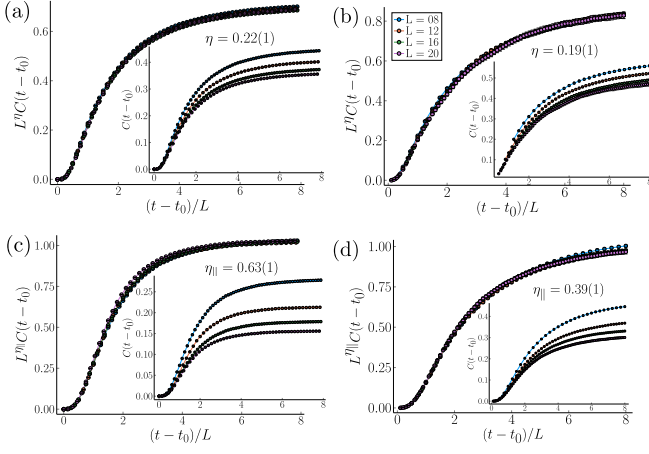 (a)
L^η C(t − t₀)
0.6
0.4
0.2
0.0
0 2 4 6 8
(t − t₀)/L
η = 0.22(1)
C(t − t₀)
0.4
0.3
0.2
0.1
0.0
0 2 4 6 8
(b)
L^η C(t − t₀)
0.8
0.6
0.4
0.2
0.0
0 2 4 6 8
(t − t₀)/L
L = 08
L = 12
L = 16
L = 20
η = 0.19(1)
C(t − t₀)
0.5
0.4
0.3
0.2
0.1
2 4 6 8
(c)
L^η∥ C(t − t₀)
1.00
0.75
0.50
0.25
0.00
0 2 4 6 8
(t − t₀)/L
η∥ = 0.63(1)
C(t − t₀)
0.25
0.20
0.15
0.10
0.05
0.00
0 2 4 6 8
(d)
L^η∥ C(t − t₀)
1.00
0.75
0.50
0.25
0.00
0 2 4 6 8
(t − t₀)/L
η∥ = 0.39(1)
C(t − t₀)
0.4
0.3
0.2
0.1
0.0
0 2 4 6 8